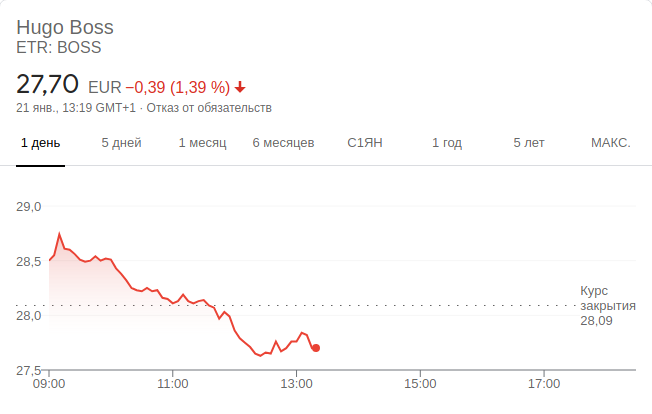 Hugo Boss
ETR: BOSS
27,70 EUR −0,39 (1,39 %)
21 янв., 13:19 GMT+1 · Отказ от обязательств
1 день 5 дней 1 месяц 6 месяцев С1ЯН 1 год 5 лет МАКС.
29,0
28,5
28,0
27,5
Курс
закрытия
28,09
09:00 11:00 13:00 15:00 17:00